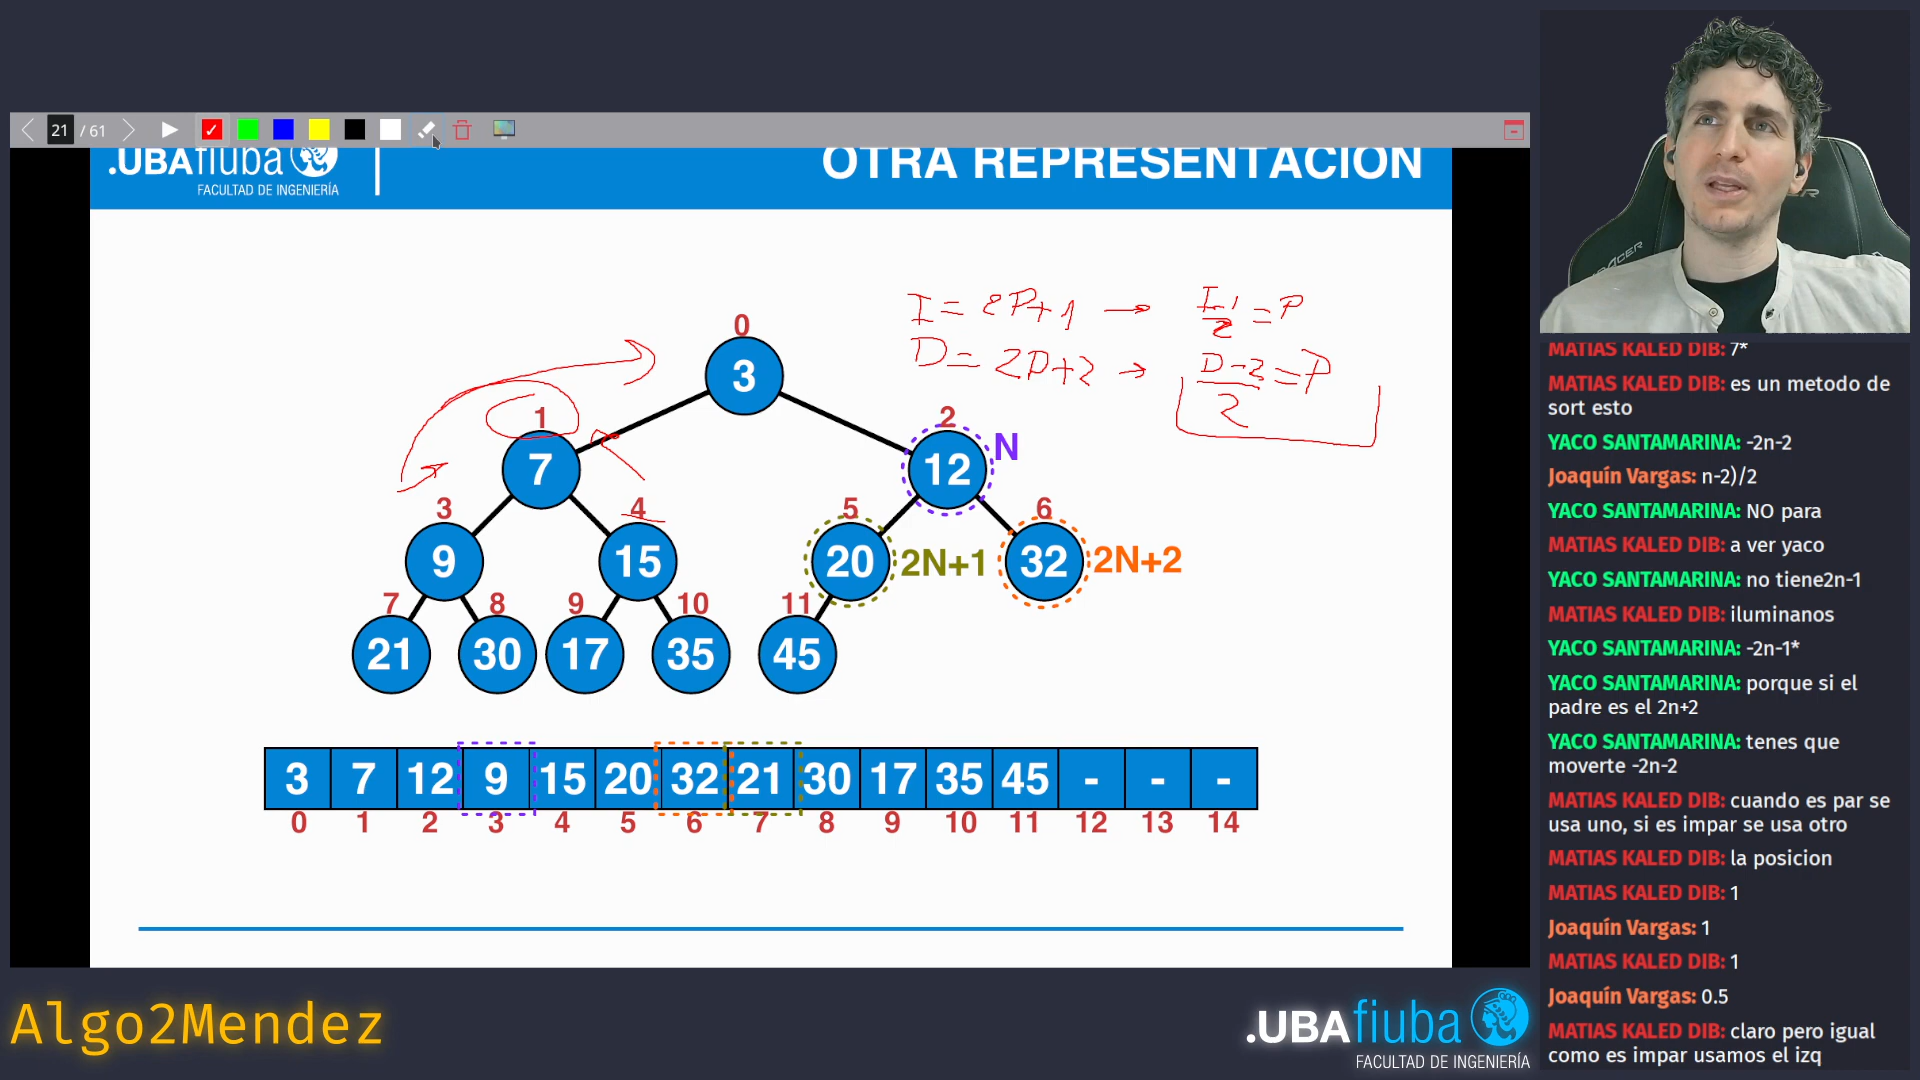 21 / 61
.UBAfiuba
FACULTAD DE INGENIERÍA
OTRA REPRESENTACION
I = 2P+1 → I-1/2 = P
D = 2P+2 → D-2/2 = P
0
3
1
2
7
12
N
3
4
5
6
9
15
20
2N+1
32
2N+2
7
8
9
10
11
21
30
17
35
45
3 7 12 9 15 20 32 21 30 17 35 45 - - -
0 1 2 3 4 5 6 7 8 9 10 11 12 13 14
Algo2Mendez
.UBAfiuba
FACULTAD DE INGENIERÍA
ACER
MATIAS KALED DIB: 7*
MATIAS KALED DIB: es un metodo de
sort esto
YACO SANTAMARINA: -2n-2
Joaquín Vargas: n-2)/2
YACO SANTAMARINA: NO para
MATIAS KALED DIB: a ver yaco
YACO SANTAMARINA: no tiene2n-1
MATIAS KALED DIB: iluminanos
YACO SANTAMARINA: -2n-1*
YACO SANTAMARINA: porque si el
padre es el 2n+2
YACO SANTAMARINA: tenes que
moverte -2n-2
MATIAS KALED DIB: cuando es par se
usa uno, si es impar se usa otro
MATIAS KALED DIB: la posicion
MATIAS KALED DIB: 1
Joaquín Vargas: 1
MATIAS KALED DIB: 1
Joaquín Vargas: 0.5
MATIAS KALED DIB: claro pero igual
como es impar usamos el izq